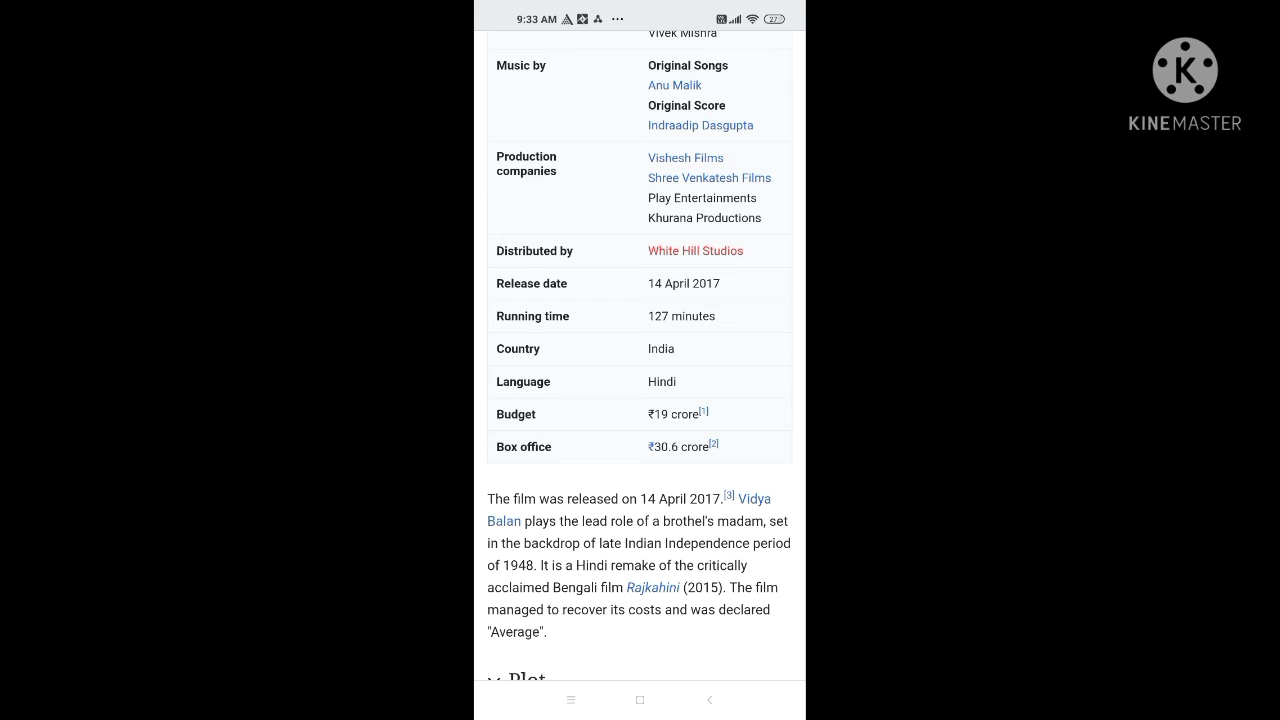 9:33 AM
27
Vivek Mishra
Music by
Original Songs
Anu Malik
Original Score
Indraadip Dasgupta
Production
companies
Vishesh Films
Shree Venkatesh Films
Play Entertainments
Khurana Productions
Distributed by
White Hill Studios
Release date
14 April 2017
Running time
127 minutes
Country
India
Language
Hindi
Budget
₹19 crore[1]
Box office
₹30.6 crore[2]
The film was released on 14 April 2017.[3] Vidya
Balan plays the lead role of a brothel's madam, set
in the backdrop of late Indian Independence period
of 1948. It is a Hindi remake of the critically
acclaimed Bengali film Rajkahini (2015). The film
managed to recover its costs and was declared
"Average".
Plot
K
KINEMASTER